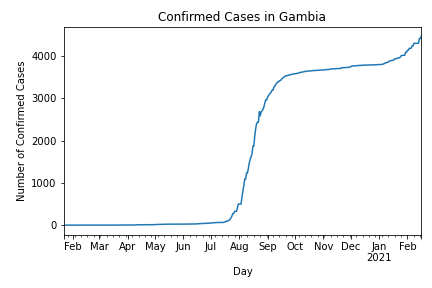 Confirmed Cases in Gambia
Number of Confirmed Cases
4000
3000
2000
1000
0
Feb Mar Apr May Jun Jul Aug Sep Oct Nov Dec Jan Feb
2021
Day